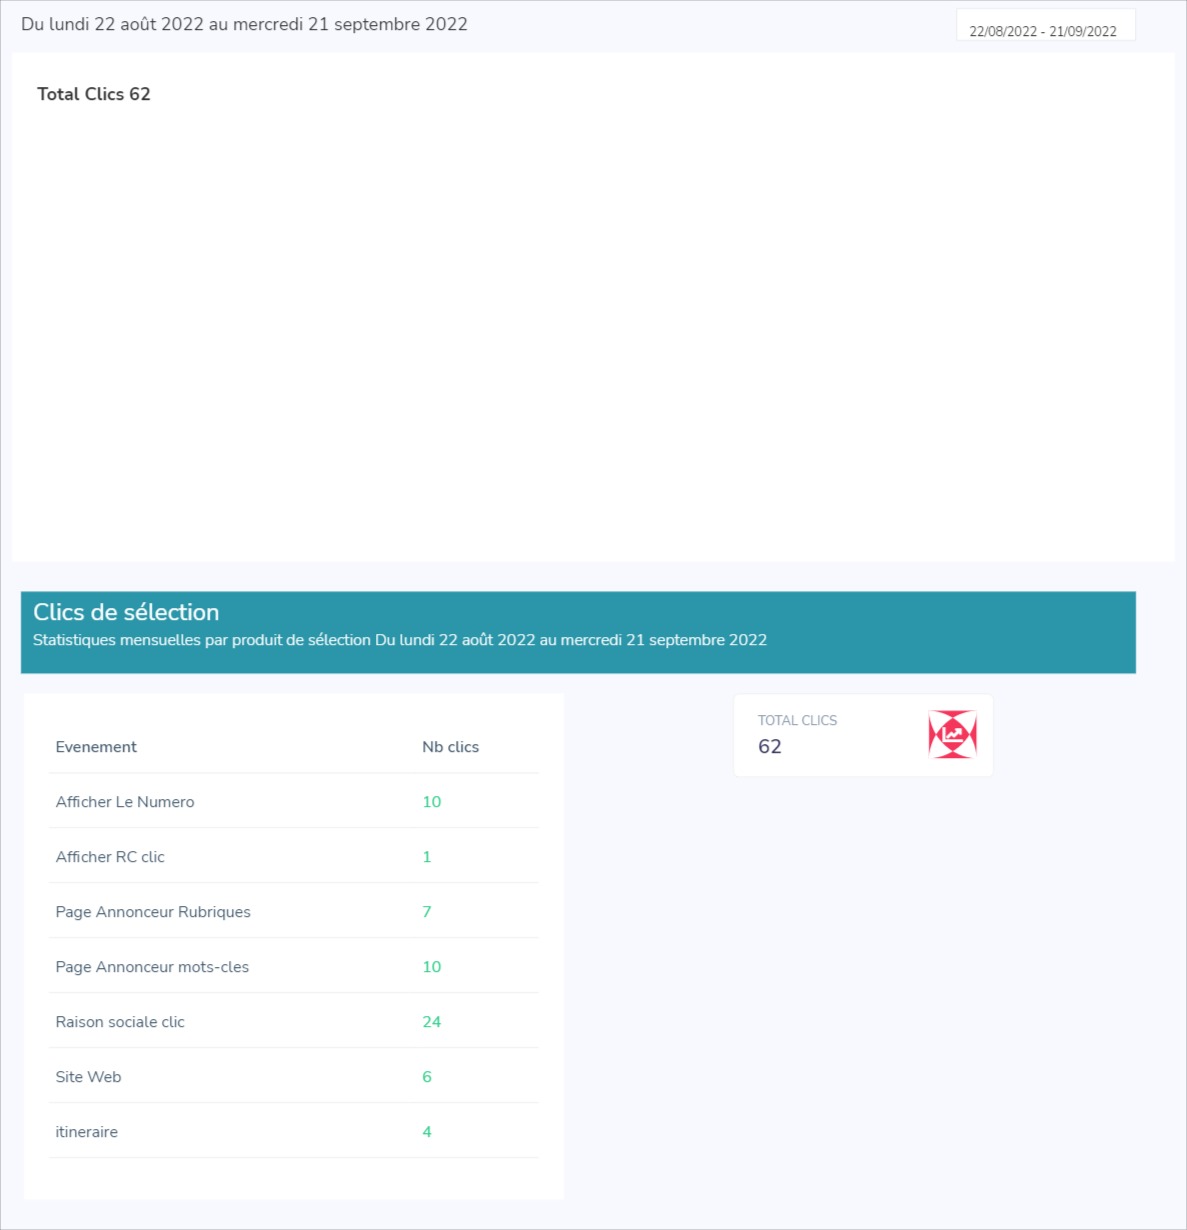 Du lundi 22 août 2022 au mercredi 21 septembre 2022
22/08/2022 - 21/09/2022
Total Clics 62
Clics de sélection
Statistiques mensuelles par produit de sélection Du lundi 22 août 2022 au mercredi 21 septembre 2022
Evenement Nb clics
Afficher Le Numero 10
Afficher RC clic 1
Page Annonceur Rubriques 7
Page Annonceur mots-cles 10
Raison sociale clic 24
Site Web 6
itineraire 4
TOTAL CLICS
62